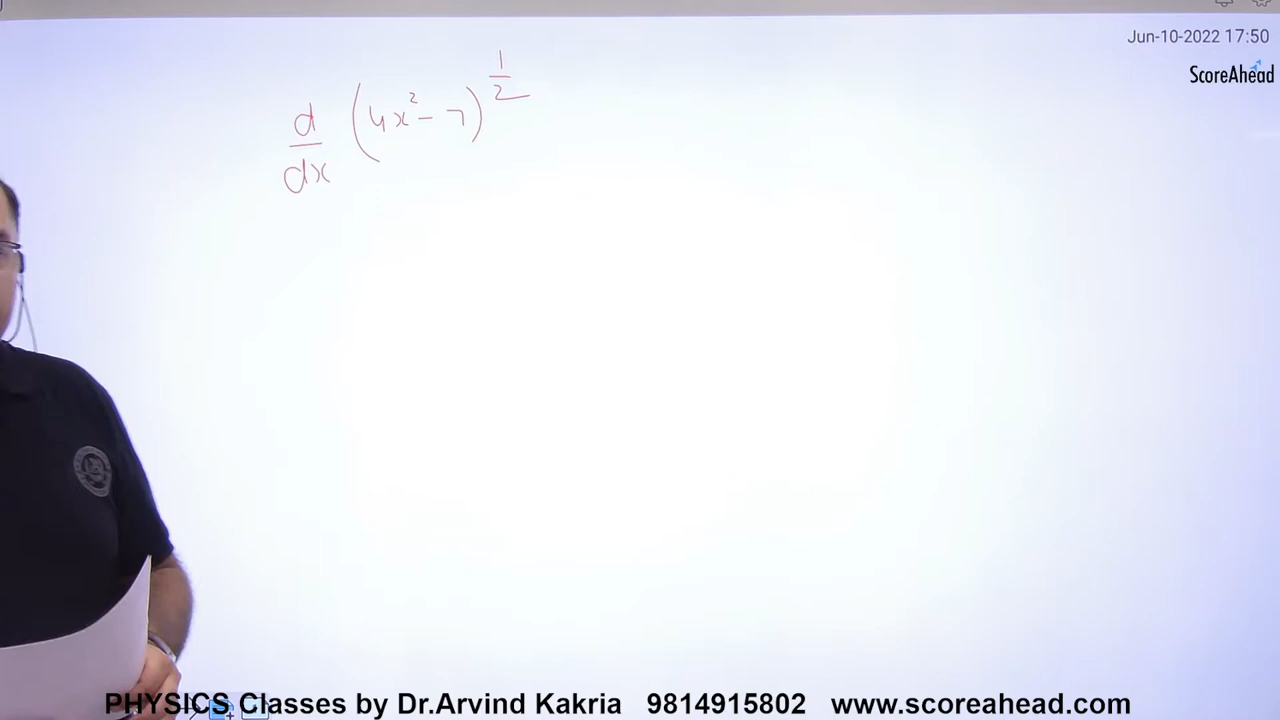 Jun-10-2022 17:50
ScoreAhead
d/dx (4x² - 7)^(1/2)
PHYSICS Classes by Dr.Arvind Kakria 9814915802 www.scoreahead.com